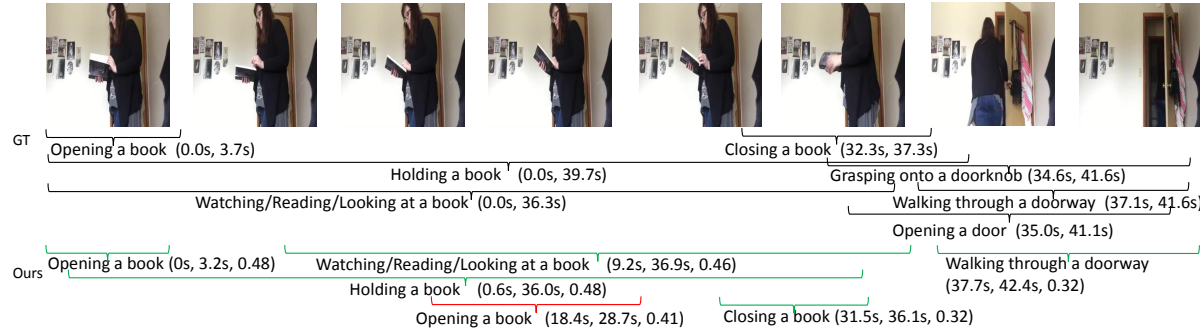 GT
Opening a book (0.0s, 3.7s)
Closing a book (32.3s, 37.3s)
Holding a book (0.0s, 39.7s)
Grasping onto a doorknob (34.6s, 41.6s)
Watching/Reading/Looking at a book (0.0s, 36.3s)
Walking through a doorway (37.1s, 41.6s)
Opening a door (35.0s, 41.1s)
Ours
Opening a book (0s, 3.2s, 0.48)
Watching/Reading/Looking at a book (9.2s, 36.9s, 0.46)
Walking through a doorway
(37.7s, 42.4s, 0.32)
Holding a book (0.6s, 36.0s, 0.48)
Opening a book (18.4s, 28.7s, 0.41)
Closing a book (31.5s, 36.1s, 0.32)